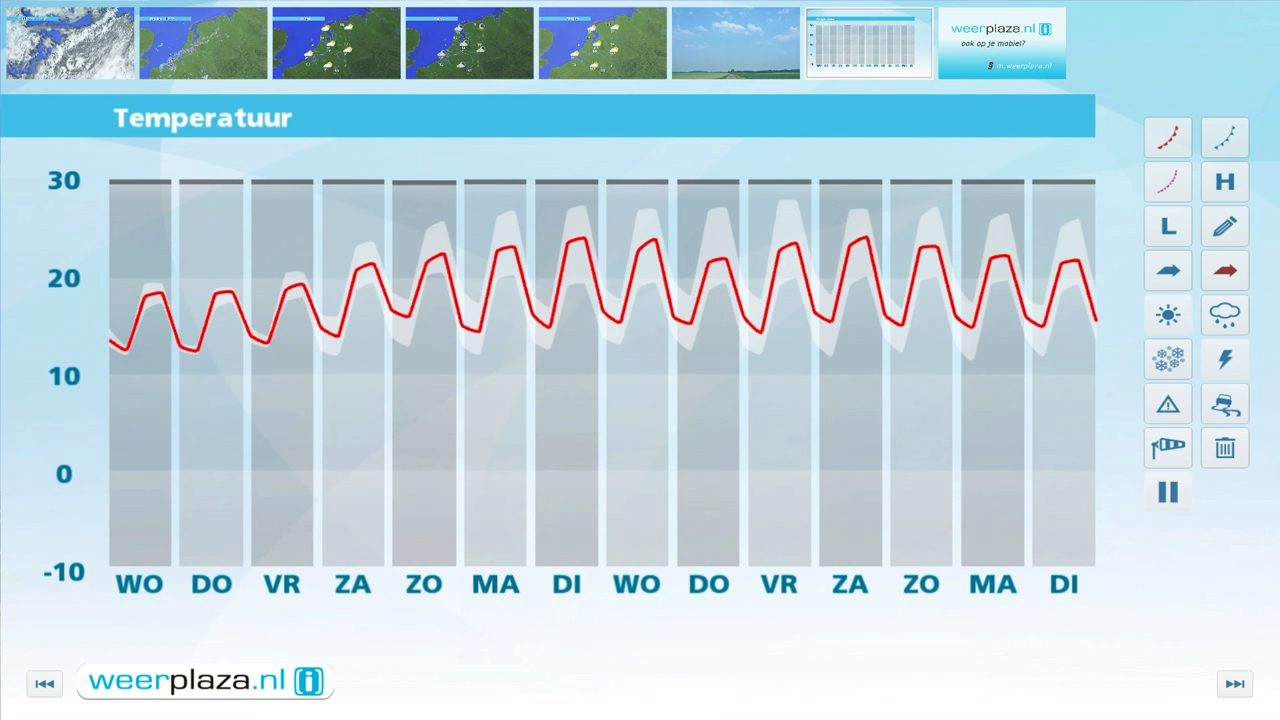 weerplaza.nl
ook op je mobiel?
m.weerplaza.nl
Temperatuur
30
20
10
0
-10
WO DO VR ZA ZO MA DI WO DO VR ZA ZO MA DI
H
L
weerplaza.nl